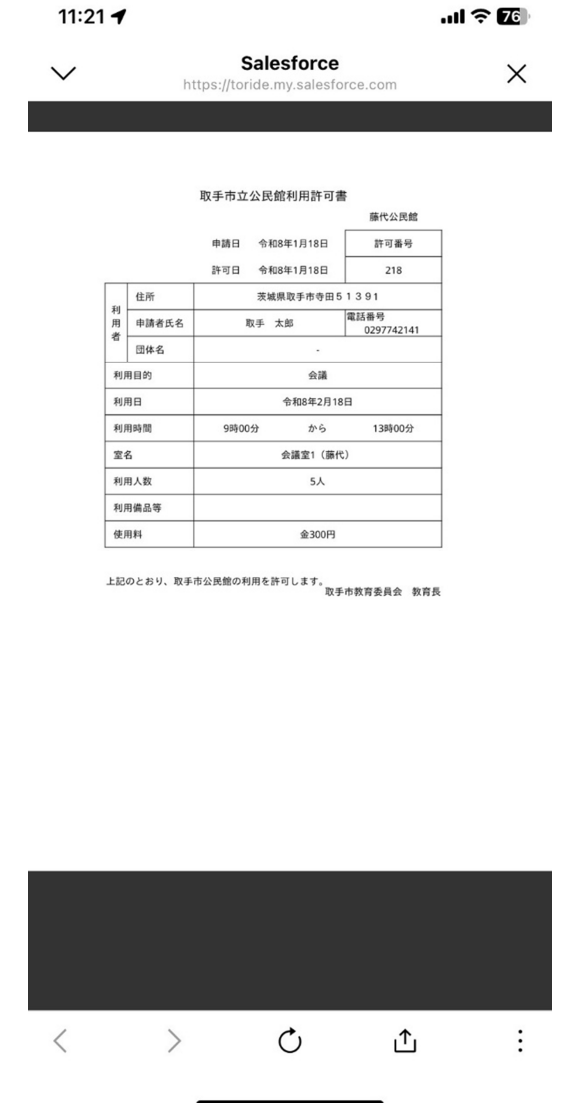 11:21
76
Salesforce
https://toride.my.salesforce.com
取手市立公民館利用許可書
藤代公民館
申請日 令和8年1月18日 許可番号
許可日 令和8年1月18日 218
利用者
住所 茨城県取手市寺田５１３９１
申請者氏名 取手　太郎 電話番号
0297742141
団体名 -
利用目的 会議
利用日 令和8年2月18日
利用時間 9時00分 から 13時00分
室名 会議室1（藤代）
利用人数 5人
利用備品等
使用料 金300円
上記のとおり、取手市公民館の利用を許可します。
取手市教育委員会　教育長